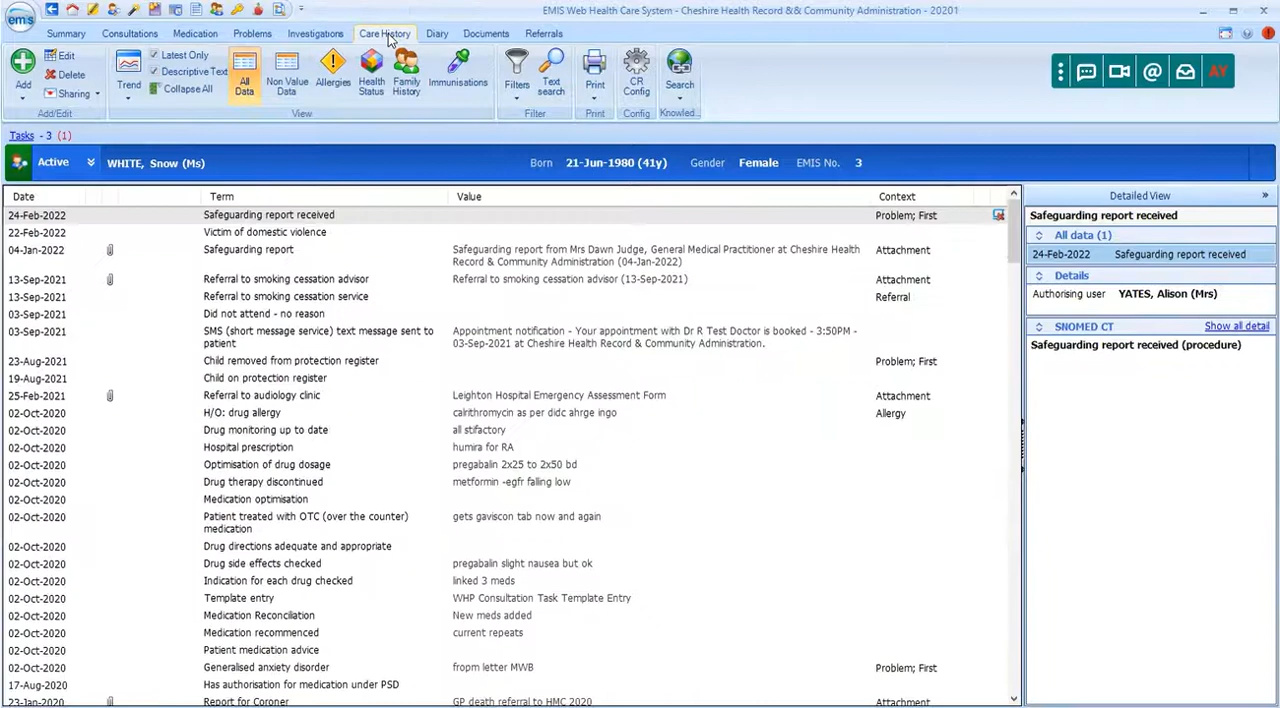 EMIS Web Health Care System - Cheshire Health Record && Community Administration - 20201
emis
Summary Consultations Medication Problems Investigations Care History Diary Documents Referrals
Add
Edit
Delete
Sharing
Add/Edit
Trend
Latest Only
Descriptive Text
Collapse All
All Data
Non Value Data
Allergies
Health Status
Family History
Immunisations
View
Filters
Text search
Filter
Print
Print
CR Config
Config
Search
Knowled...
AY
Tasks - 3 (1)
Active WHITE, Snow (Ms) Born 21-Jun-1980 (41y) Gender Female EMIS No. 3
Date Term Value Context
24-Feb-2022 Safeguarding report received Problem; First
22-Feb-2022 Victim of domestic violence
04-Jan-2022 Safeguarding report Safeguarding report from Mrs Dawn Judge, General Medical Practitioner at Cheshire Health Attachment
Record & Community Administration (04-Jan-2022)
13-Sep-2021 Referral to smoking cessation advisor Referral to smoking cessation advisor (13-Sep-2021) Attachment
13-Sep-2021 Referral to smoking cessation service Referral
03-Sep-2021 Did not attend - no reason
03-Sep-2021 SMS (short message service) text message sent to Appointment notification - Your appointment with Dr R Test Doctor is booked - 3:50PM -
patient 03-Sep-2021 at Cheshire Health Record & Community Administration.
23-Aug-2021 Child removed from protection register Problem; First
19-Aug-2021 Child on protection register
25-Feb-2021 Referral to audiology clinic Leighton Hospital Emergency Assessment Form Attachment
02-Oct-2020 H/O: drug allergy calrithromycin as per didc ahrge ingo Allergy
02-Oct-2020 Drug monitoring up to date all stifactory
02-Oct-2020 Hospital prescription humira for RA
02-Oct-2020 Optimisation of drug dosage pregabalin 2x25 to 2x50 bd
02-Oct-2020 Drug therapy discontinued metformin -egfr falling low
02-Oct-2020 Medication optimisation
02-Oct-2020 Patient treated with OTC (over the counter) gets gaviscon tab now and again
medication
02-Oct-2020 Drug directions adequate and appropriate
02-Oct-2020 Drug side effects checked pregabalin slight nausea but ok
02-Oct-2020 Indication for each drug checked linked 3 meds
02-Oct-2020 Template entry WHP Consultation Task Template Entry
02-Oct-2020 Medication Reconciliation New meds added
02-Oct-2020 Medication recommenced current repeats
02-Oct-2020 Patient medication advice
02-Oct-2020 Generalised anxiety disorder fropm letter MWB Problem; First
17-Aug-2020 Has authorisation for medication under PSD
23-Jan-2020 Report for Coroner GP death referral to HMC 2020 Attachment
Detailed View »
Safeguarding report received
All data (1)
24-Feb-2022 Safeguarding report received
Details
Authorising user YATES, Alison (Mrs)
SNOMED CT Show all detail
Safeguarding report received (procedure)